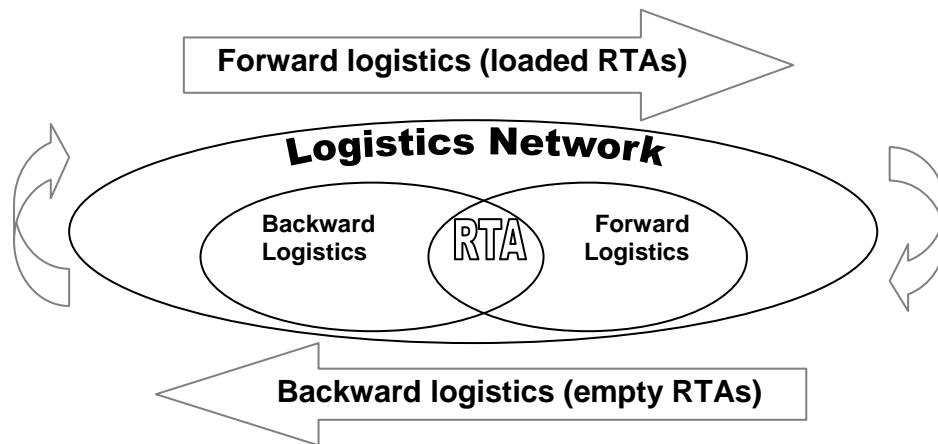 Forward logistics (loaded RTAs)
Logistics Network
Backward
Logistics
RTA
Forward
Logistics
Backward logistics (empty RTAs)